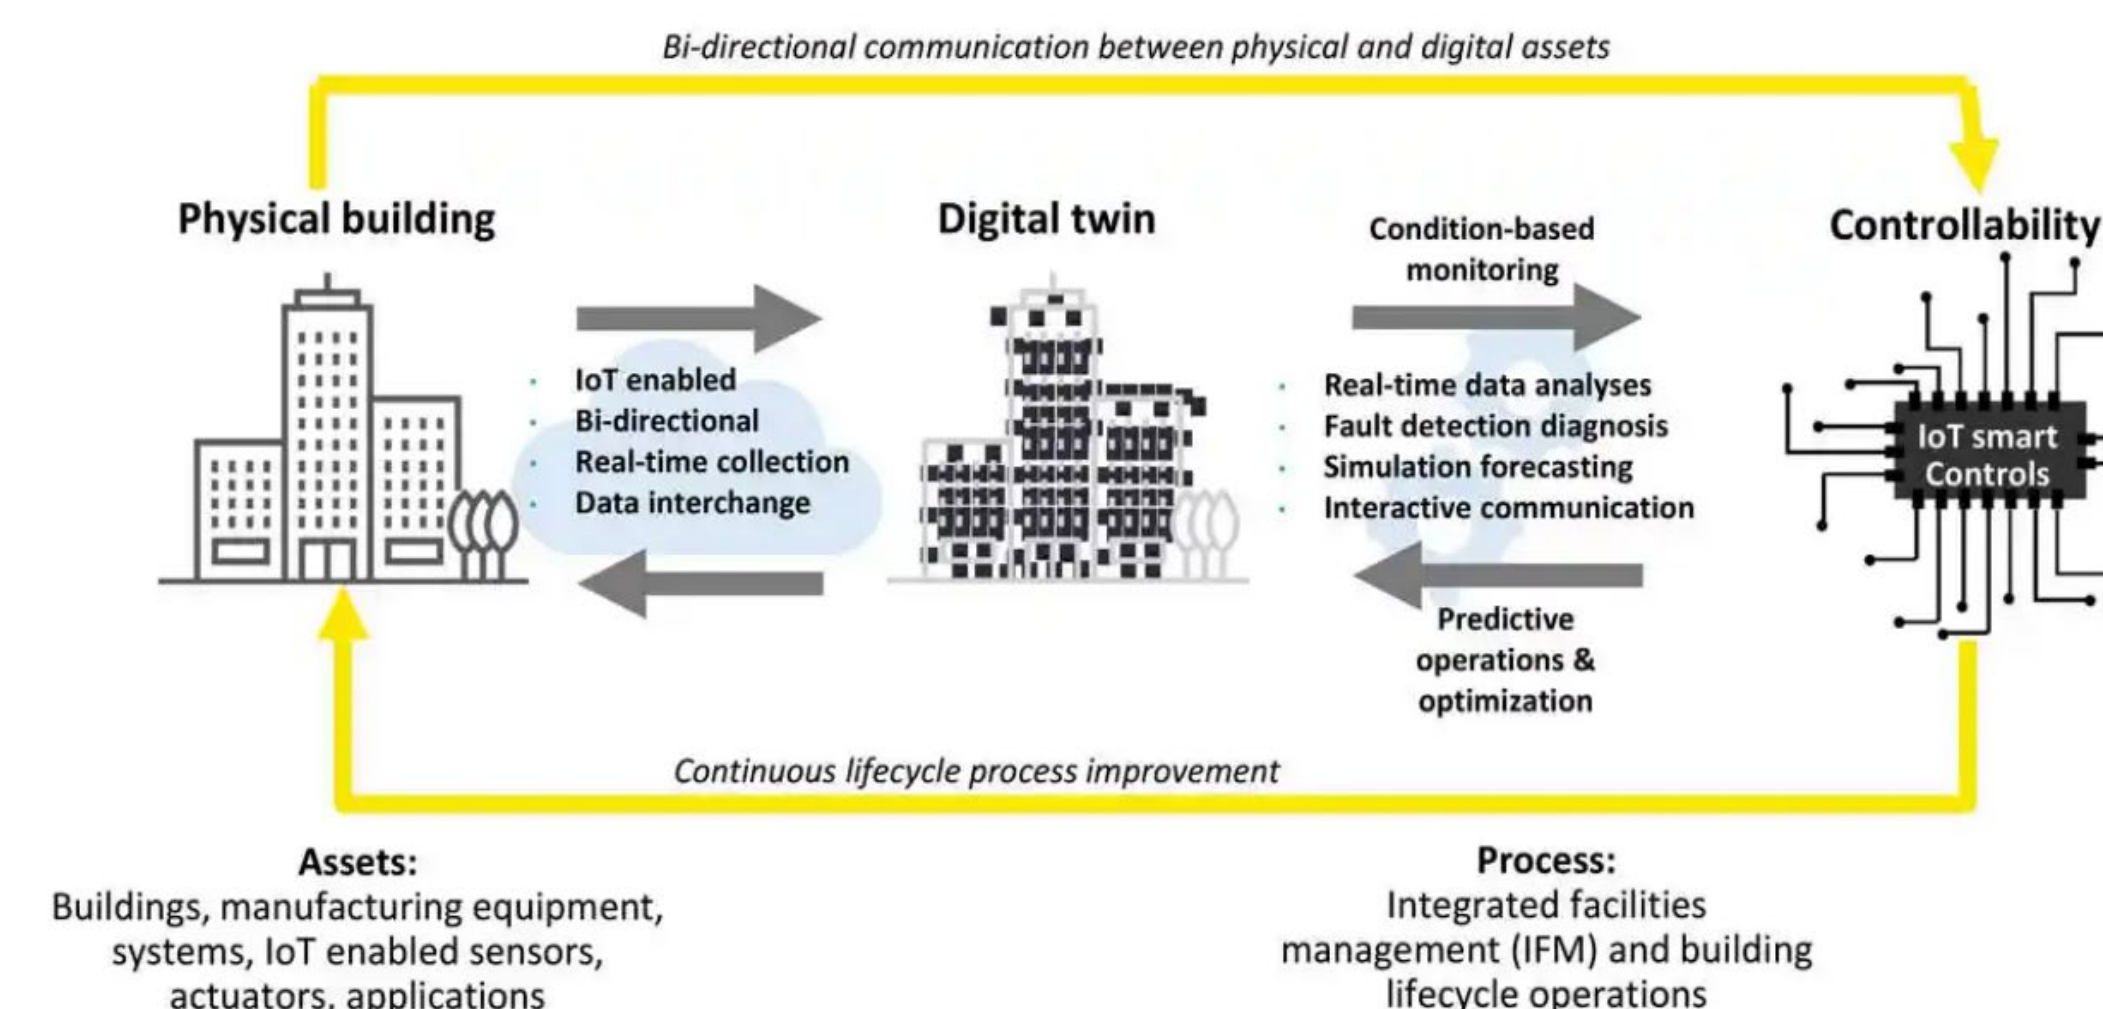 Bi-directional communication between physical and digital assets
Physical building
Digital twin
Condition-based
monitoring
Controllability
IoT enabled
Bi-directional
Real-time collection
Data interchange
Real-time data analyses
Fault detection diagnosis
Simulation forecasting
Interactive communication
IoT smart
Controls
Predictive
operations &
optimization
Continuous lifecycle process improvement
Assets:
Buildings, manufacturing equipment,
systems, IoT enabled sensors,
actuators, applications
Process:
Integrated facilities
management (IFM) and building
lifecycle operations